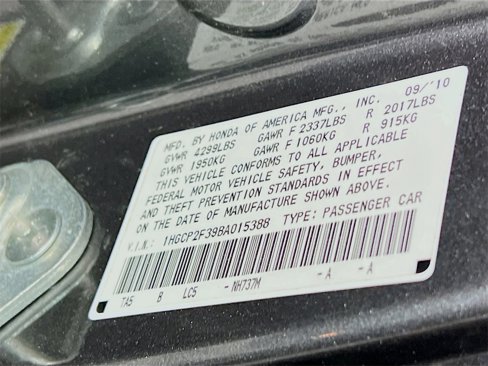 MFD. BY HONDA OF AMERICA MFG., INC. 09/'10
GVWR 4299LBS GAWR F 2337LBS R 2017LBS
GVWR 1950KG GAWR F 1060KG R 915KG
THIS VEHICLE CONFORMS TO ALL APPLICABLE
FEDERAL MOTOR VEHICLE SAFETY, BUMPER,
AND THEFT PREVENTION STANDARDS IN EFFECT
ON THE DATE OF MANUFACTURE SHOWN ABOVE.
V.I.N.: 1HGCP2F39BA015388 TYPE: PASSENGER CAR
TA5 B LC5 -NH737M -A -A